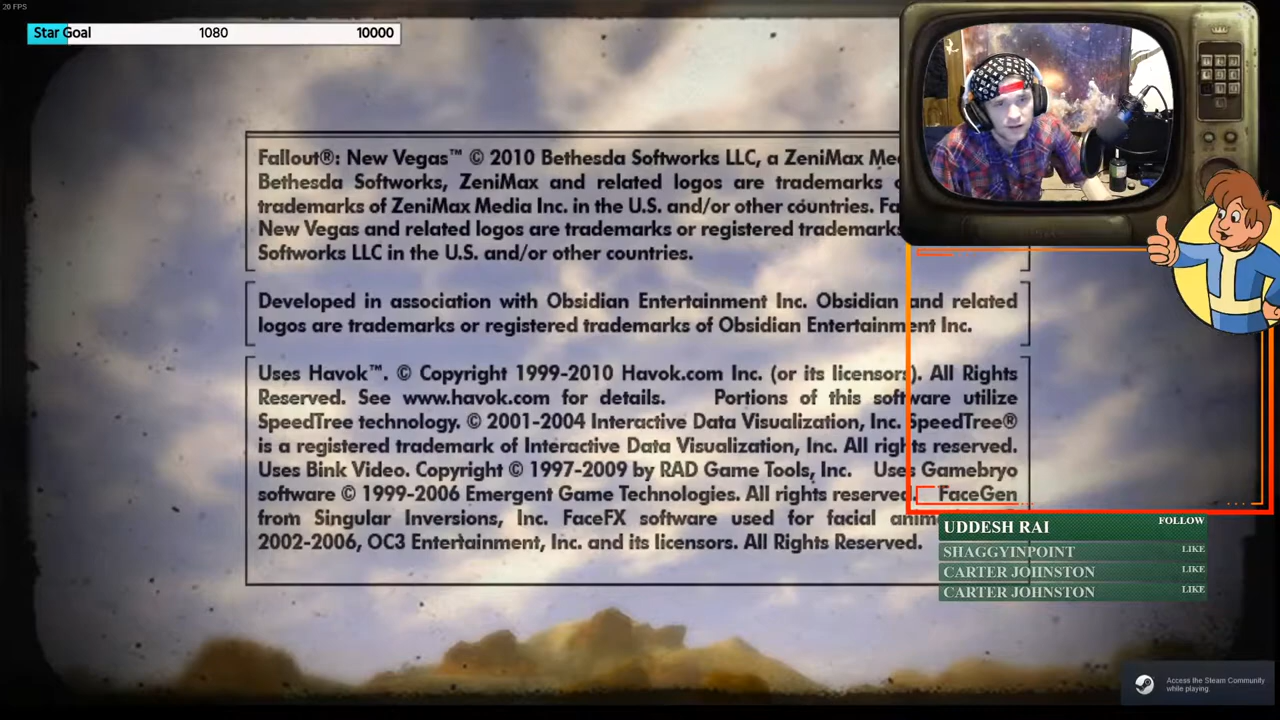 20 FPS
Star Goal 1080 10000
Fallout®: New Vegas™ © 2010 Bethesda Softworks LLC, a ZeniMax Me
Bethesda Softworks, ZeniMax and related logos are trademarks
trademarks of ZeniMax Media Inc. in the U.S. and/or other countries. Fa
New Vegas and related logos are trademarks or registered trademarks
Softworks LLC in the U.S. and/or other countries.
Developed in association with Obsidian Entertainment Inc. Obsidian and related
logos are trademarks or registered trademarks of Obsidian Entertainment Inc.
Uses Havok™. © Copyright 1999-2010 Havok.com Inc. (or its licensors). All Rights
Reserved. See www.havok.com for details. Portions of this software utilize
SpeedTree technology. © 2001-2004 Interactive Data Visualization, Inc. SpeedTree®
is a registered trademark of Interactive Data Visualization, Inc. All rights reserved.
Uses Bink Video. Copyright © 1997-2009 by RAD Game Tools, Inc. Uses Gamebryo
software © 1999-2006 Emergent Game Technologies. All rights reserved. FaceGen
from Singular Inversions, Inc. FaceFX software used for facial anim
2002-2006, OC3 Entertainment, Inc. and its licensors. All Rights Reserved.
UDDESH RAI FOLLOW
SHAGGYINPOINT LIKE
CARTER JOHNSTON LIKE
CARTER JOHNSTON LIKE
Access the Steam Community
while playing.